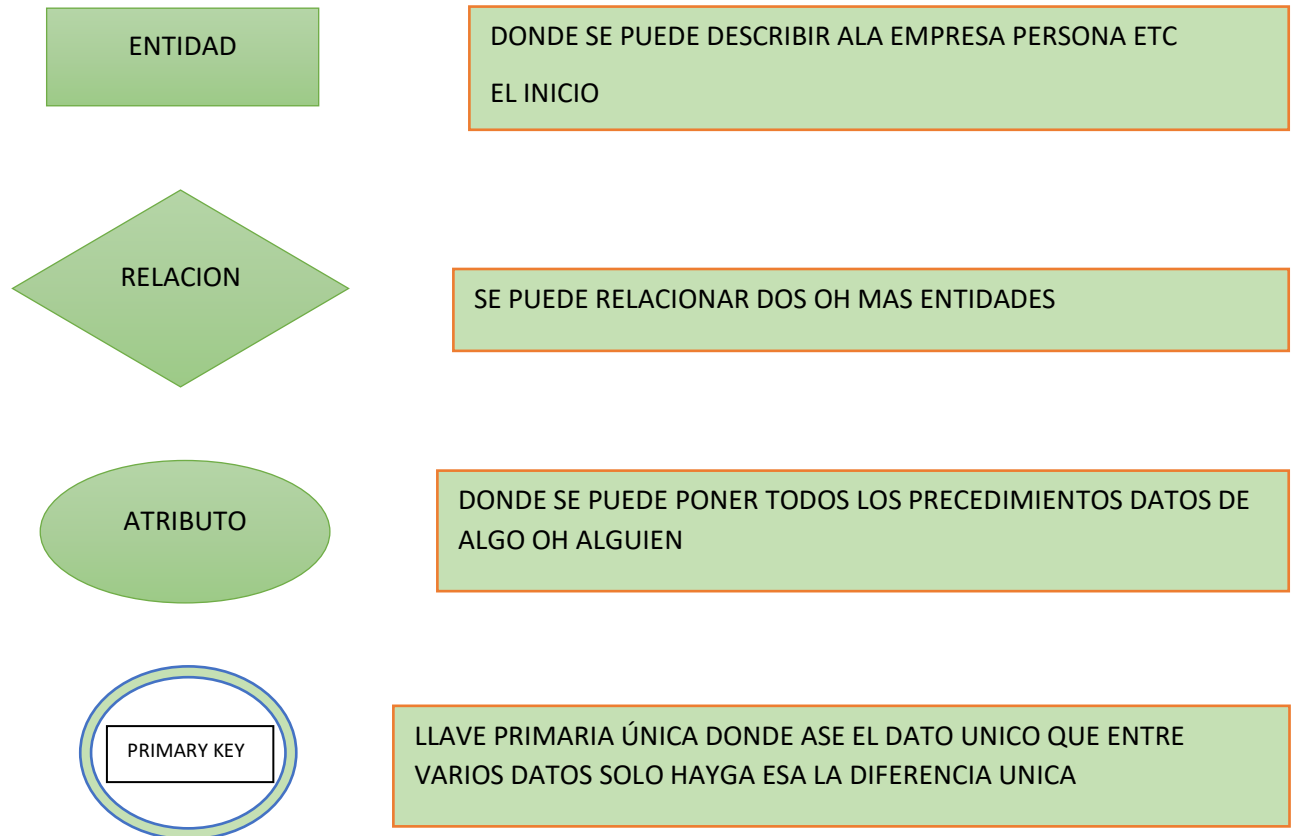 ENTIDAD
DONDE SE PUEDE DESCRIBIR ALA EMPRESA PERSONA ETC
EL INICIO
RELACION
SE PUEDE RELACIONAR DOS OH MAS ENTIDADES
ATRIBUTO
DONDE SE PUEDE PONER TODOS LOS PRECEDIMIENTOS DATOS DE
ALGO OH ALGUIEN
PRIMARY KEY
LLAVE PRIMARIA ÚNICA DONDE ASE EL DATO UNICO QUE ENTRE
VARIOS DATOS SOLO HAYGA ESA LA DIFERENCIA UNICA